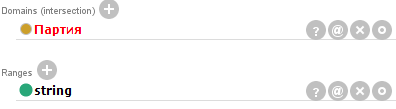 Domains (intersection)
Партия
Ranges
string